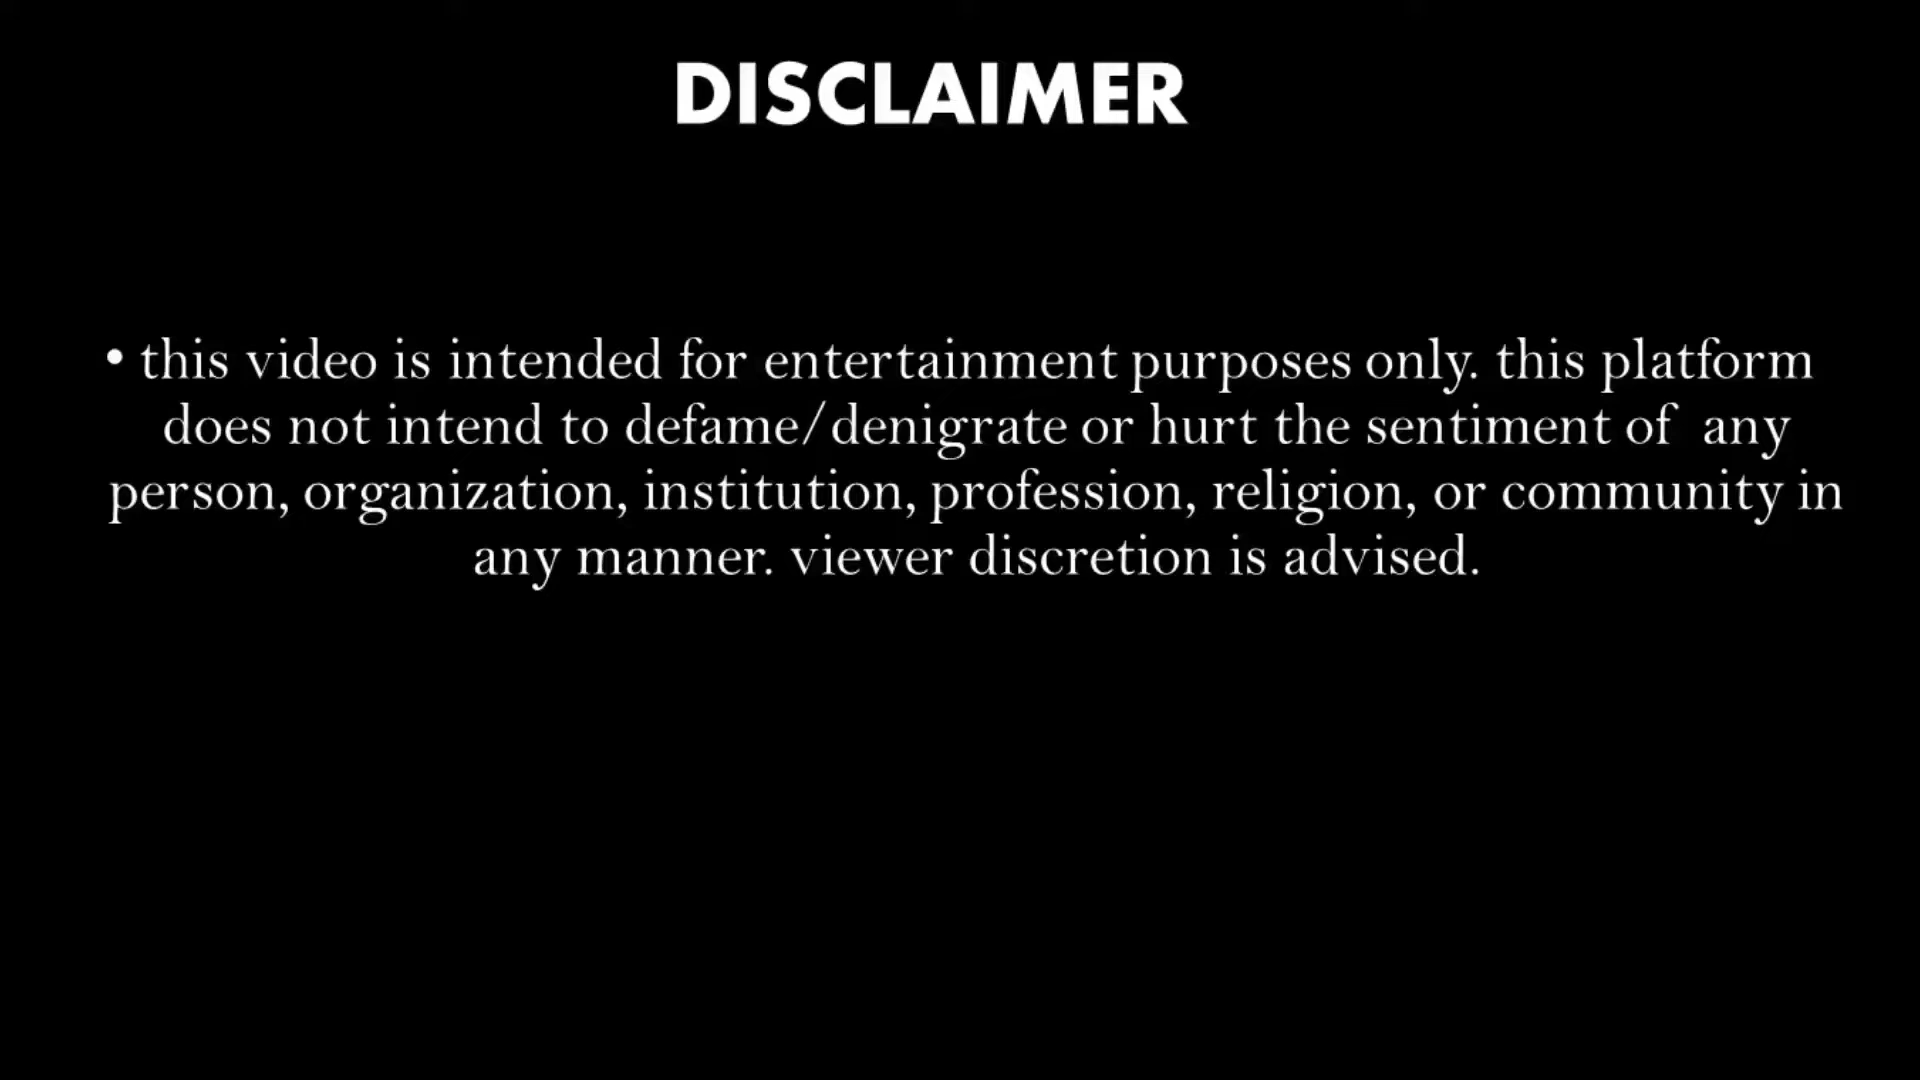 DISCLAIMER
• this video is intended for entertainment purposes only. this platform
does not intend to defame/denigrate or hurt the sentiment of any
person, organization, institution, profession, religion, or community in
any manner. viewer discretion is advised.